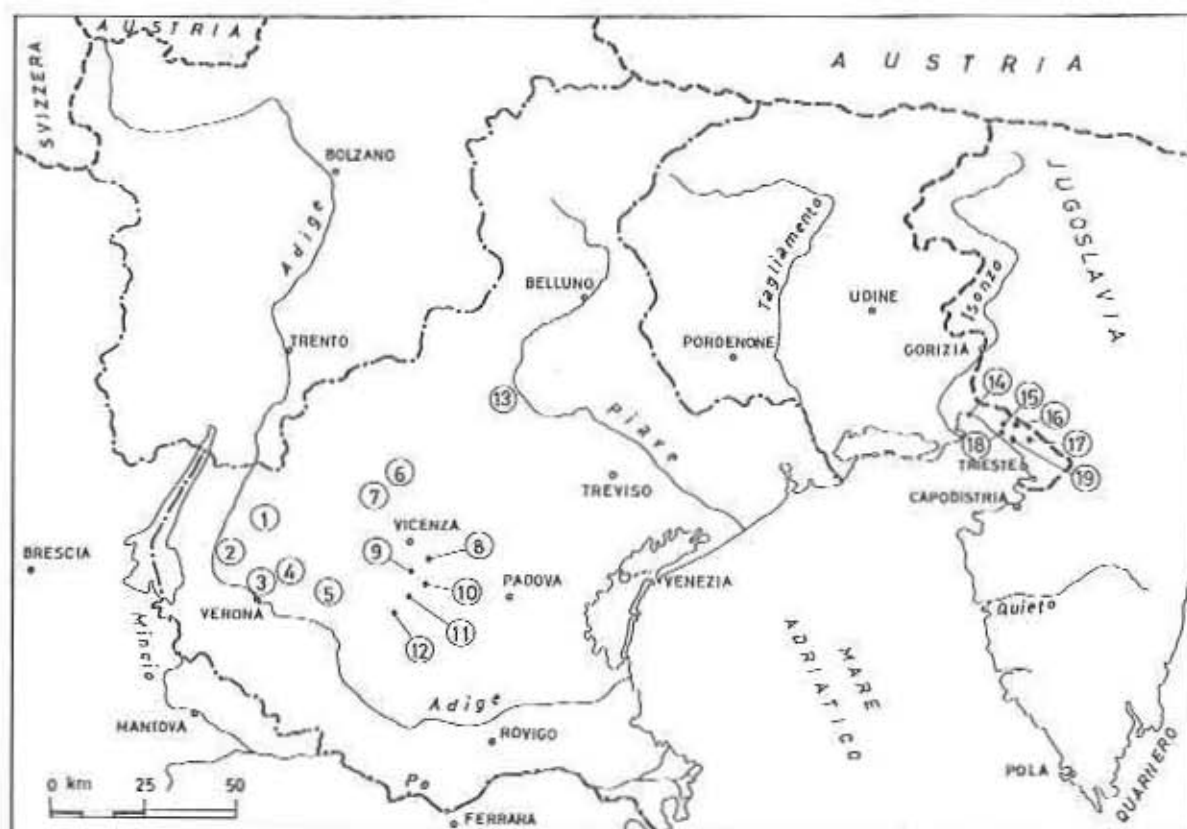 AUSTRIA
AUSTRIA
SVIZZERA
BOLZANO
JUGOSLAVIA
Adige
Tagliamento
Isonzo
BELLUNO
UDINE
TRENTO
PORDENONE
GORIZIA
13
14
15
16
Piave
18
17
TRIESTE
19
6
7
TREVISO
CAPODISTRIA
1
VICENZA
2
9
8
BRESCIA
3
4
5
10
PADOVA
VENEZIA
VERONA
11
12
Quieto
Mincio
MARE
ADRIATICO
Adige
MANTOVA
ROVIGO
POLA
QUARNERO
0 km 25 50
Po
FERRARA